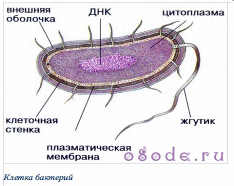 внешняя
оболочка
ДНК
цитоплазма
клеточная
стенка
плазматическая
мембрана
жгутик
o8ode.ru
Клетка бактерий